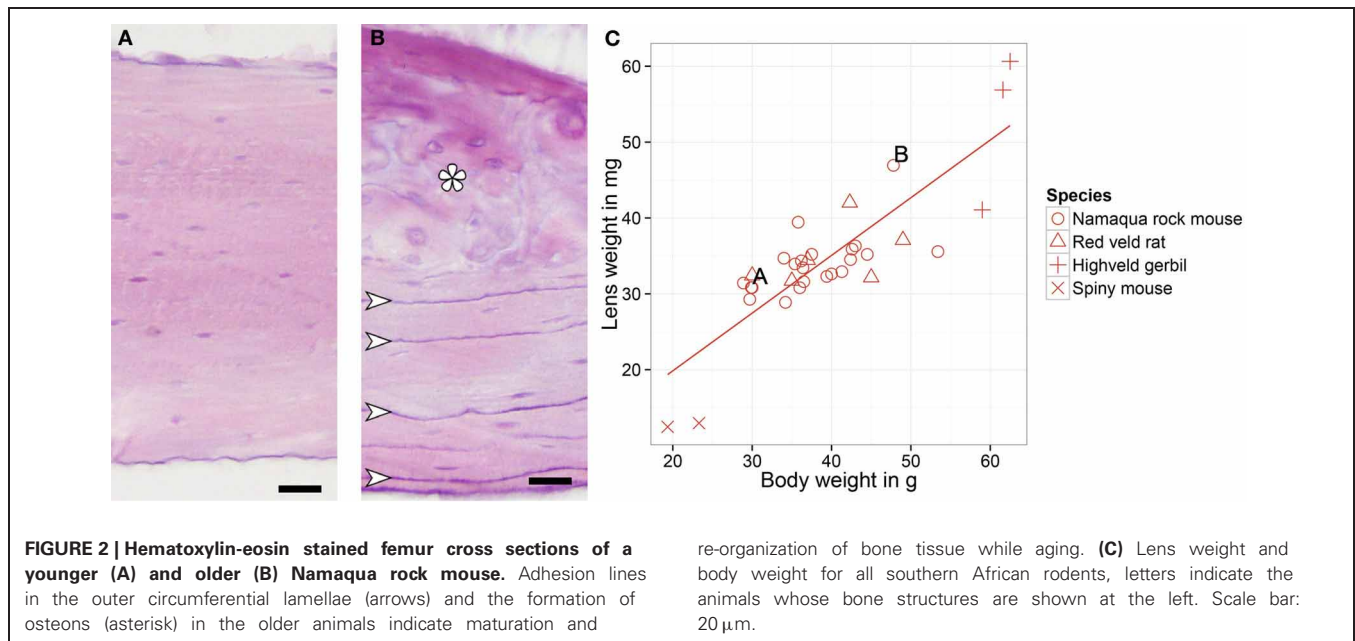 A
B
C
60
50
40
30
20
Lens weight in mg
A
B
20 30 40 50 60
Body weight in g
Species
Namaqua rock mouse
Red veld rat
Highveld gerbil
Spiny mouse
FIGURE 2 | Hematoxylin-eosin stained femur cross sections of a
younger (A) and older (B) Namaqua rock mouse. Adhesion lines
in the outer circumferential lamellae (arrows) and the formation of
osteons (asterisk) in the older animals indicate maturation and
re-organization of bone tissue while aging. (C) Lens weight and
body weight for all southern African rodents, letters indicate the
animals whose bone structures are shown at the left. Scale bar:
20 μm.